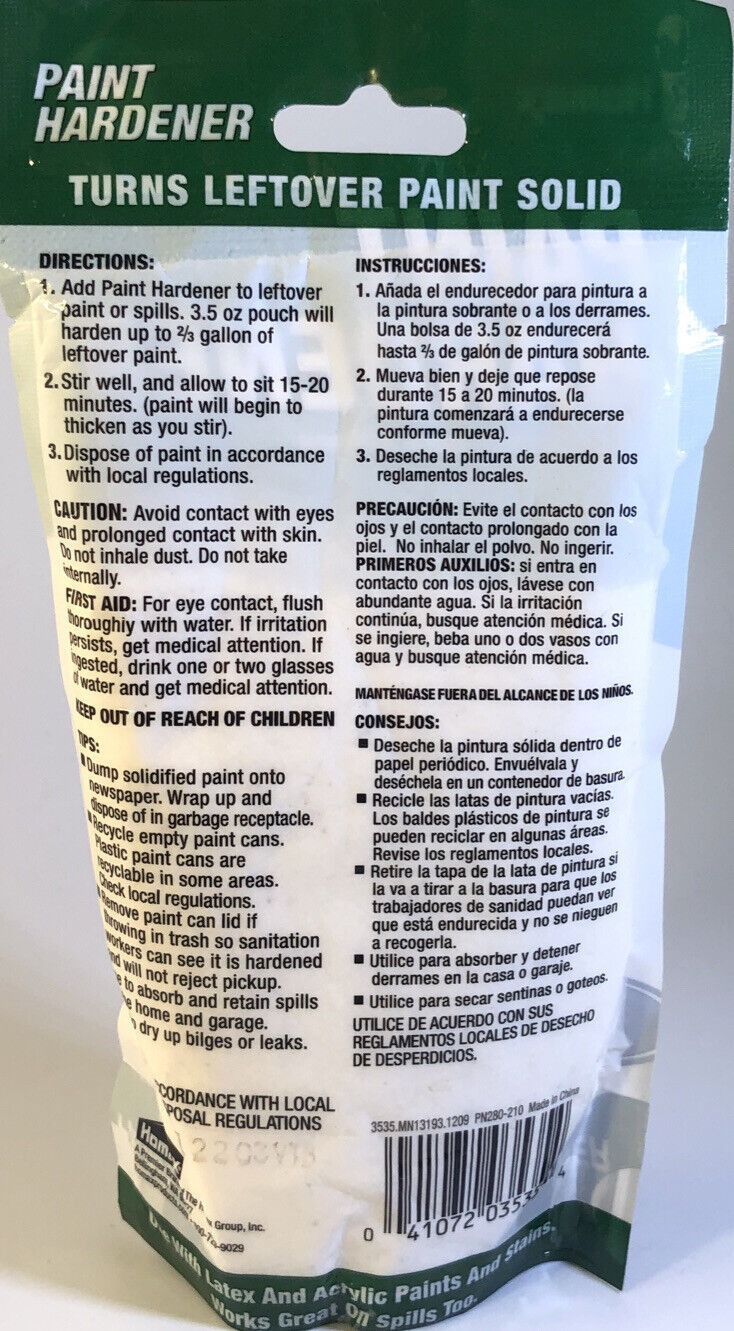 PAINT
HARDENER
TURNS LEFTOVER PAINT SOLID
DIRECTIONS:
1. Add Paint Hardener to leftover
paint or spills. 3.5 oz pouch will
harden up to ⅔ gallon of
leftover paint.
2. Stir well, and allow to sit 15-20
minutes. (paint will begin to
thicken as you stir).
3. Dispose of paint in accordance
with local regulations.
CAUTION: Avoid contact with eyes
and prolonged contact with skin.
Do not inhale dust. Do not take
internally.
FIRST AID: For eye contact, flush
thoroughly with water. If irritation
persists, get medical attention. If
ingested, drink one or two glasses
of water and get medical attention.
KEEP OUT OF REACH OF CHILDREN
TIPS:
■ Dump solidified paint onto
newspaper. Wrap up and
dispose of in garbage receptacle.
■ Recycle empty paint cans.
Plastic paint cans are
recyclable in some areas.
Check local regulations.
■ Remove paint can lid if
throwing in trash so sanitation
workers can see it is hardened
and will not reject pickup.
to absorb and retain spills
home and garage.
dry up bilges or leaks.
CORDANCE WITH LOCAL
POSAL REGULATIONS
INSTRUCCIONES:
1. Añada el endurecedor para pintura a
la pintura sobrante o a los derrames.
Una bolsa de 3.5 oz endurecerá
hasta ⅔ de galón de pintura sobrante.
2. Mueva bien y deje que repose
durante 15 a 20 minutos. (la
pintura comenzará a endurecerse
conforme mueva).
3. Deseche la pintura de acuerdo a los
reglamentos locales.
PRECAUCIÓN: Evite el contacto con los
ojos y el contacto prolongado con la
piel. No inhalar el polvo. No ingerir.
PRIMEROS AUXILIOS: si entra en
contacto con los ojos, lávese con
abundante agua. Si la irritación
continúa, busque atención médica. Si
se ingiere, beba uno o dos vasos con
agua y busque atención médica.
MANTÉNGASE FUERA DEL ALCANCE DE LOS NIÑOS.
CONSEJOS:
■ Deseche la pintura sólida dentro de
papel periódico. Envuélvala y
deséchela en un contenedor de basura.
■ Recicle las latas de pintura vacías.
Los baldes plásticos de pintura se
pueden reciclar en algunas áreas.
Revise los reglamentos locales.
■ Retire la tapa de la lata de pintura si
la va a tirar a la basura para que los
trabajadores de sanidad puedan ver
que está endurecida y no se nieguen
a recogerla.
■ Utilice para absorber y detener
derrames en la casa o garaje.
■ Utilice para secar sentinas o goteos.
UTILICE DE ACUERDO CON SUS
REGLAMENTOS LOCALES DE DESECHO
DE DESPERDICIOS.
3535.MN13193.1209 PN280-210 Made in China
0 41072 03535 4
Group, Inc.
-9029
With Latex And Acrylic Paints And Stains.
Works Great On Spills Too.